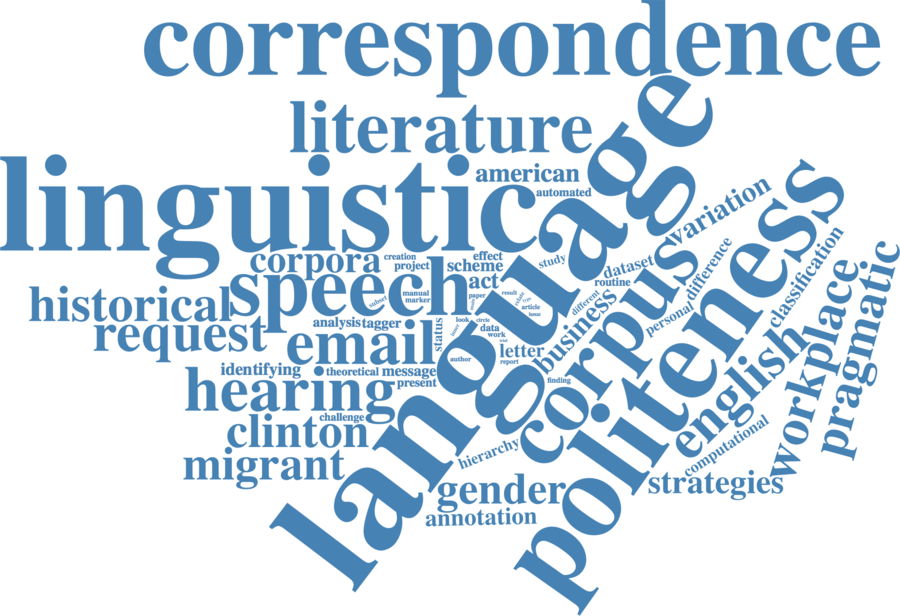 correspondence
literature
language
linguistic
american
automated
variation
politeness
corpora
creation
project
effect
scheme
study
dataset
routine
difference
personal
classification
historical
speech
act
corpus
subset
manual
marker
paper
result
article
issue
different
business
request
analysis
tagger
status
look
circle
data
work
english
workplace
pragmatic
email
author
letter
report
identifying
theoretical
message
present
finding
hearing
challenge
clinton
hierarchy
computational
migrant
gender
strategies
annotation